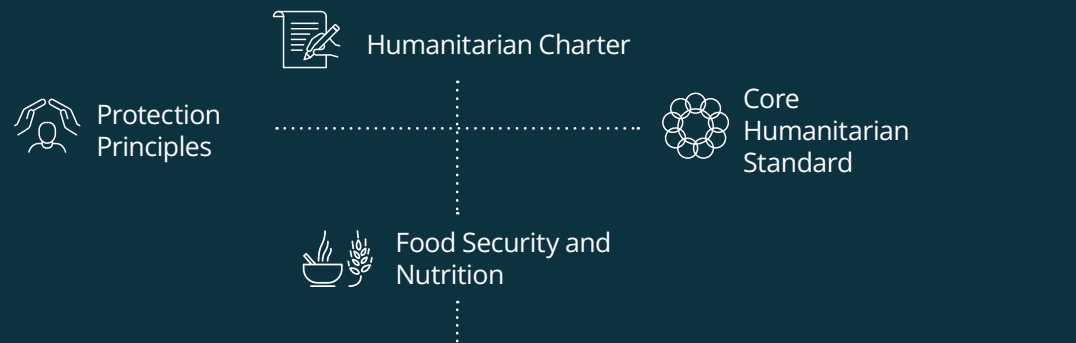 Humanitarian Charter
Protection
Principles
Core
Humanitarian
Standard
Food Security and
Nutrition